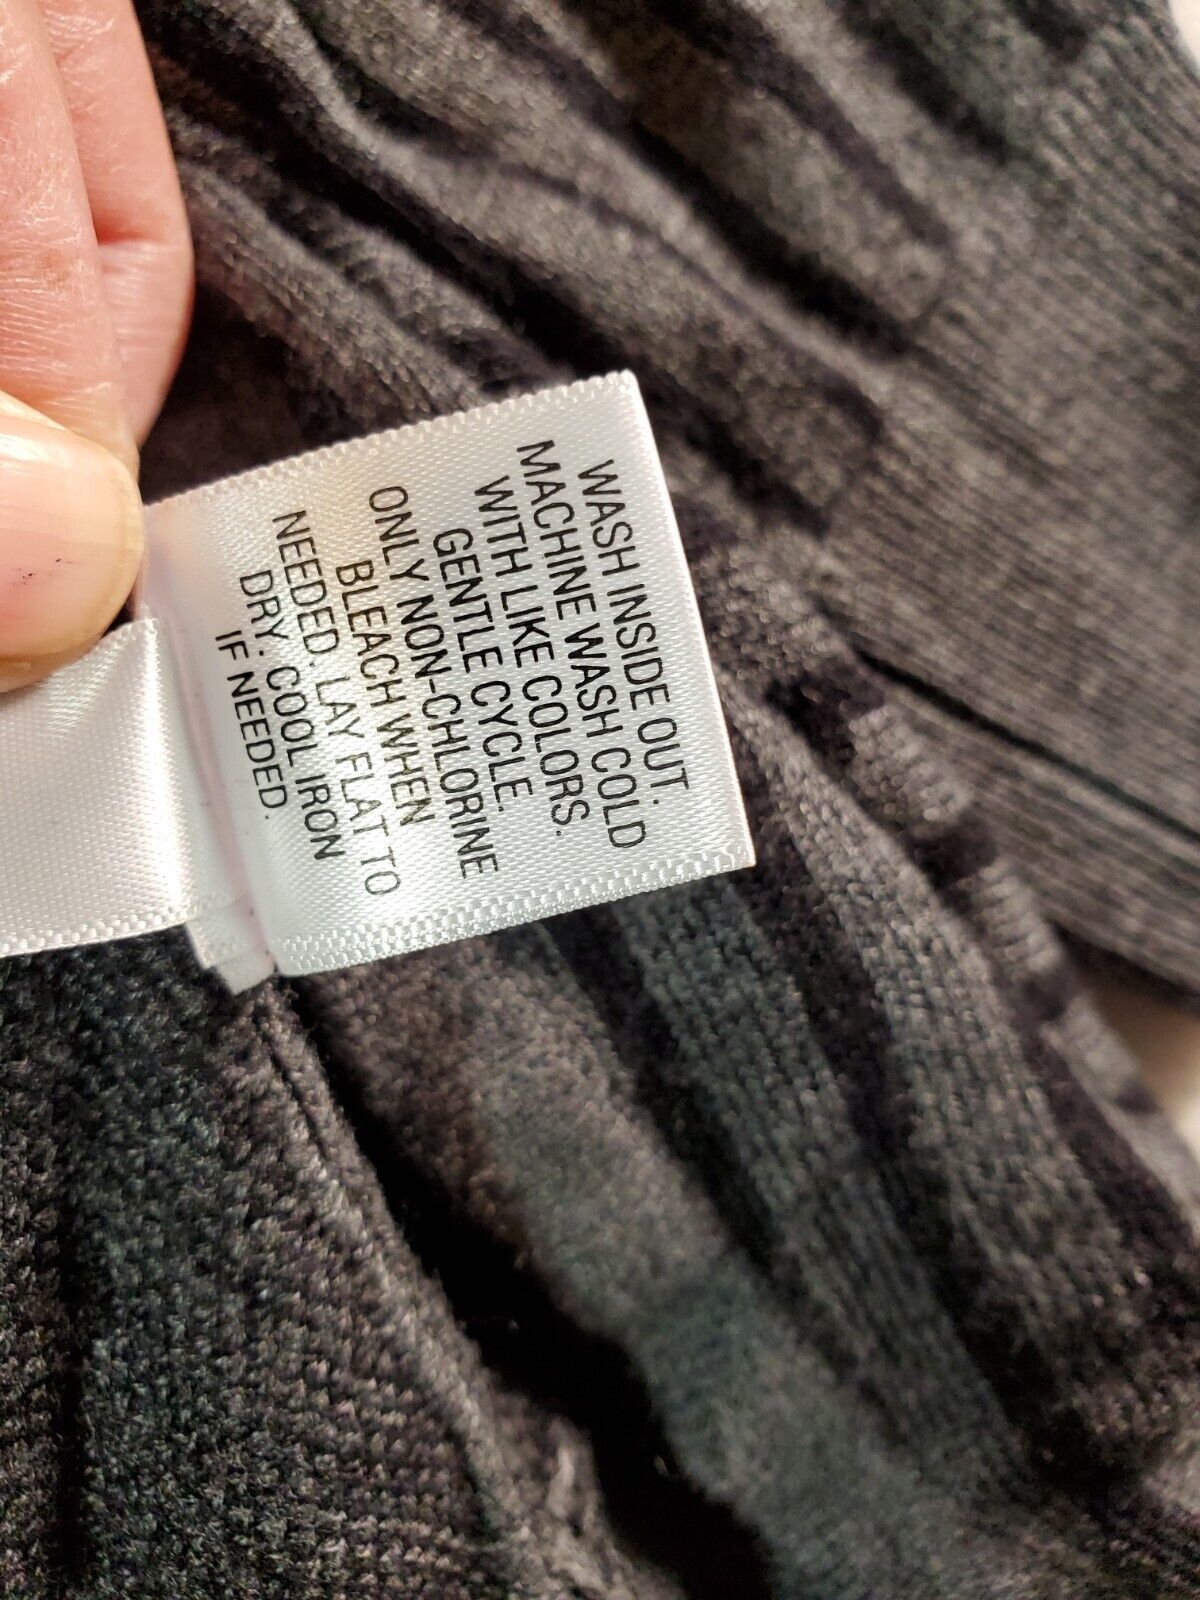 WASH INSIDE OUT.
MACHINE WASH COLD
WITH LIKE COLORS.
GENTLE CYCLE.
ONLY NON-CHLORINE
BLEACH WHEN
NEEDED. LAY FLAT TO
DRY. COOL IRON
IF NEEDED.